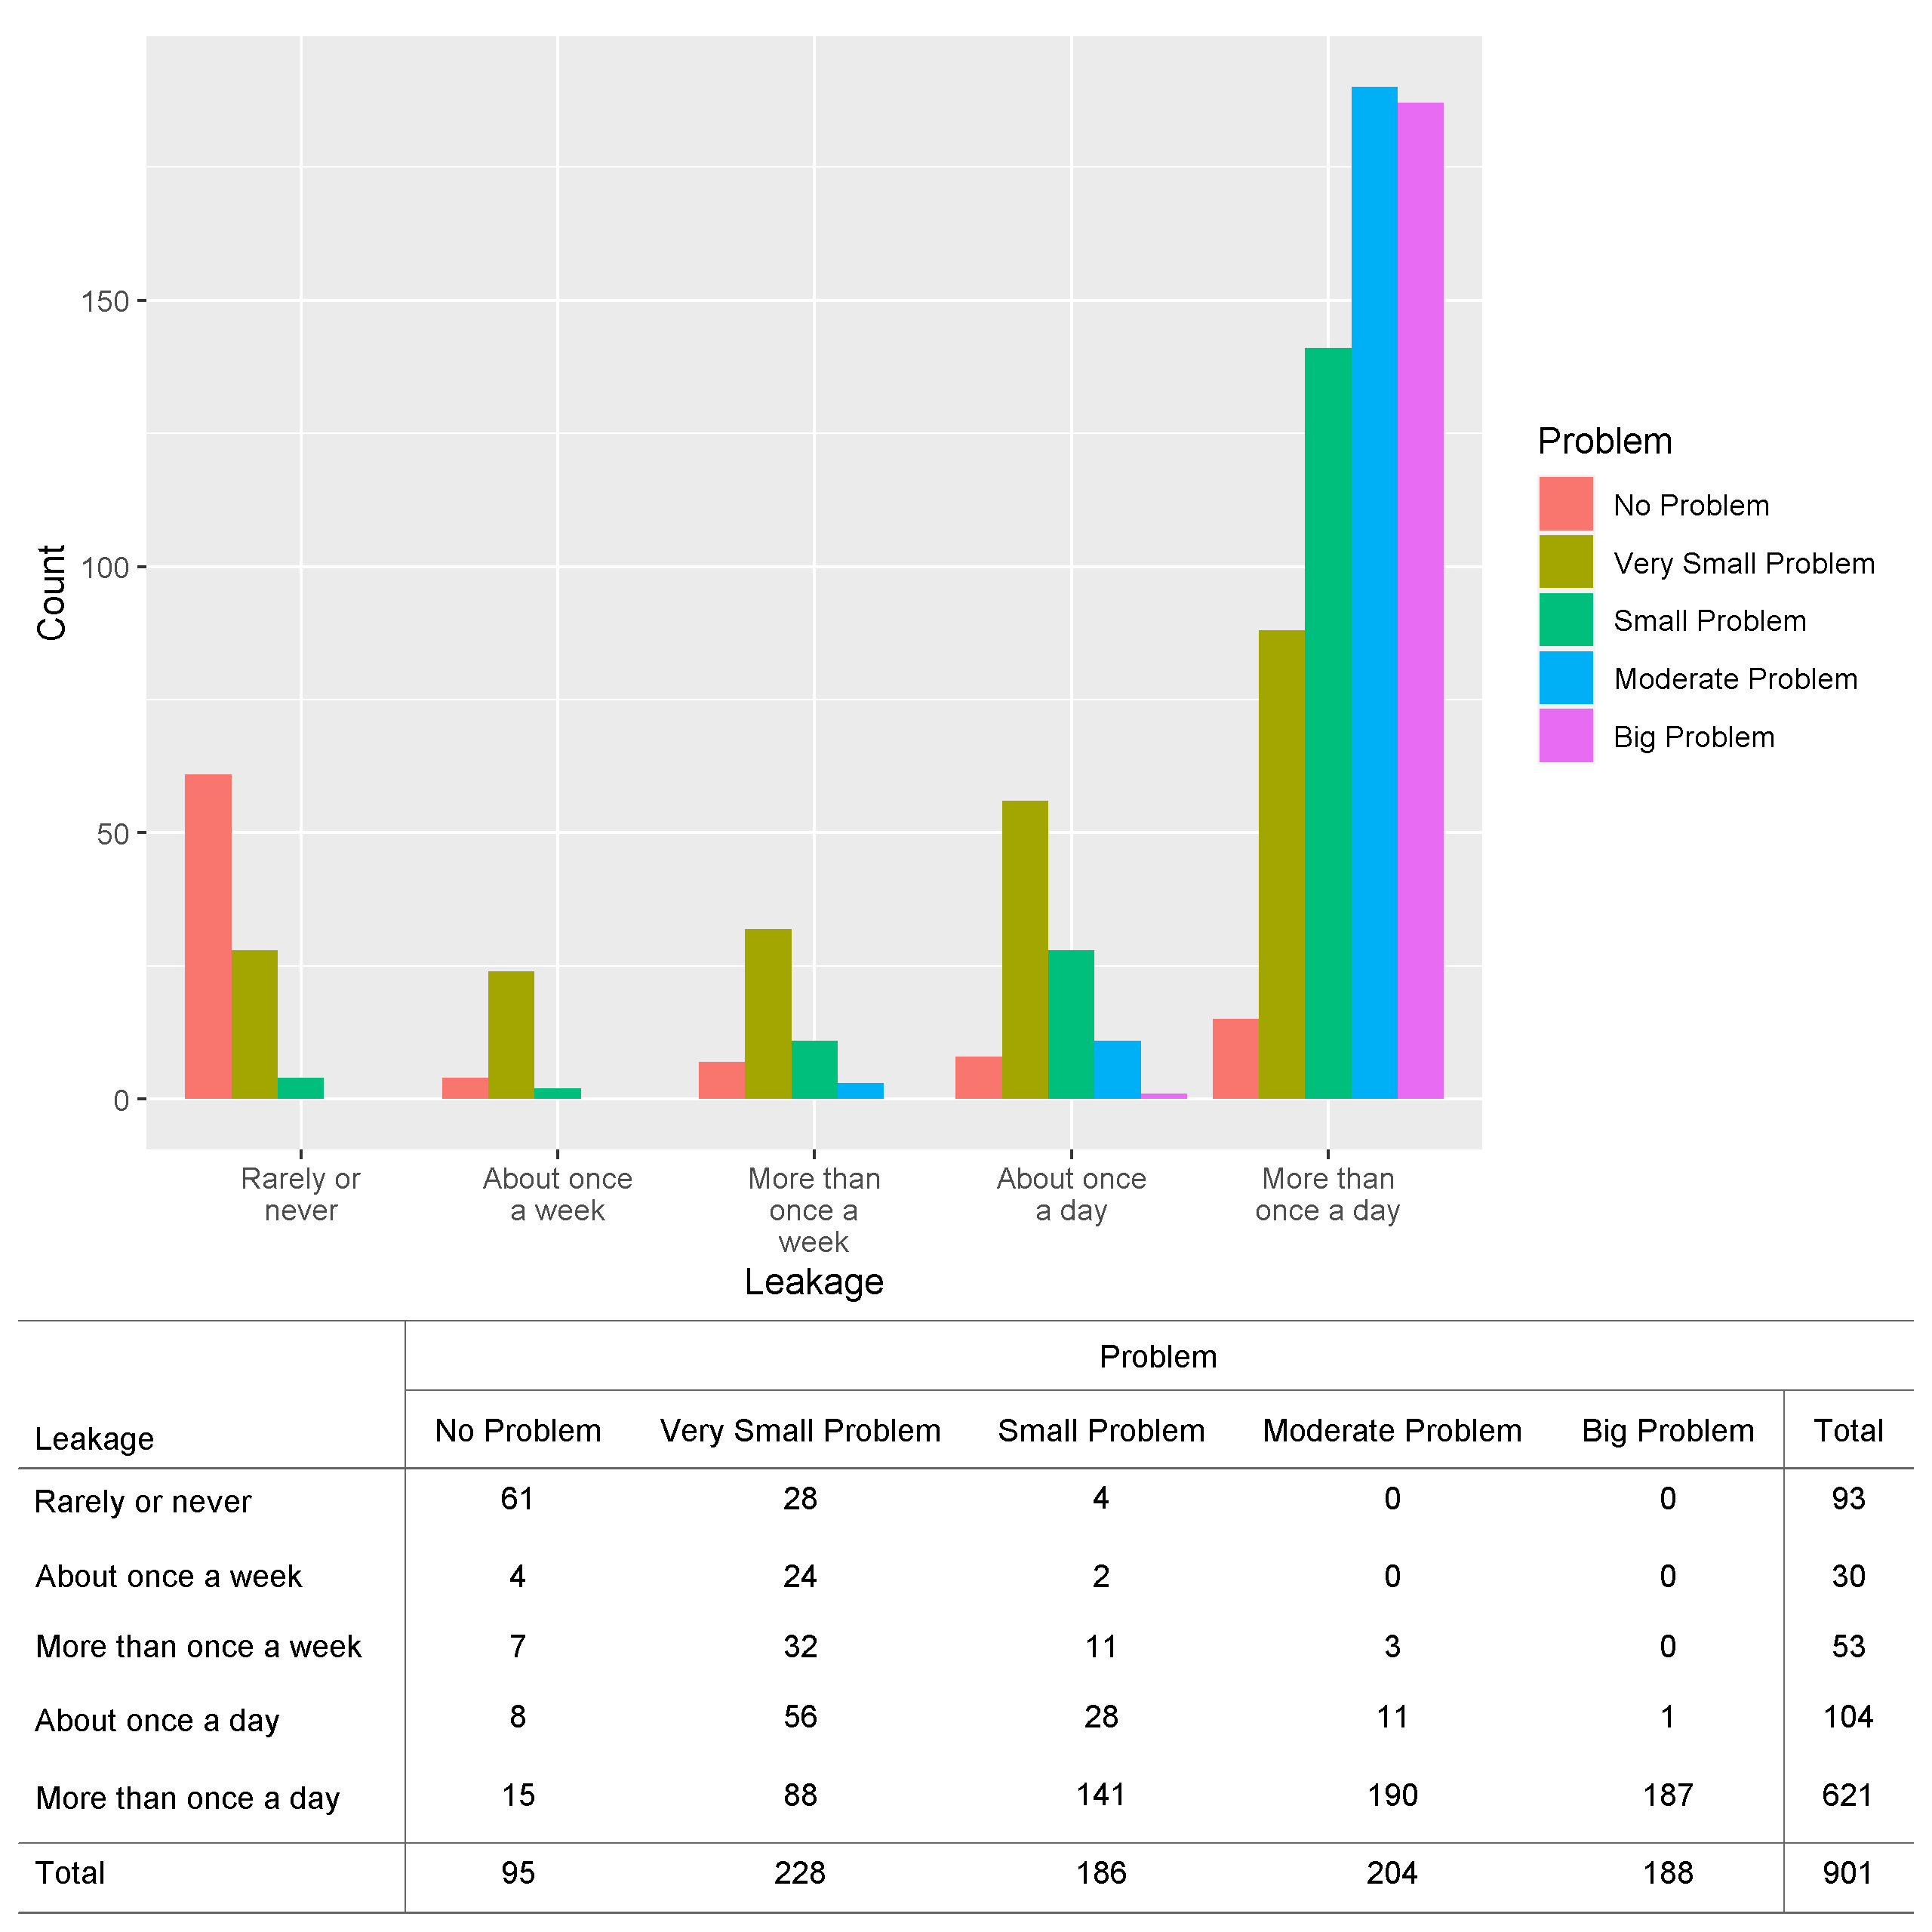 150
100
50
0
Count
Rarely or never
About once a week
More than once a week
About once a day
More than once a day
Leakage
Problem
No Problem
Very Small Problem
Small Problem
Moderate Problem
Big Problem
Problem
Leakage No Problem Very Small Problem Small Problem Moderate Problem Big Problem Total
Rarely or never 61 28 4 0 0 93
About once a week 4 24 2 0 0 30
More than once a week 7 32 11 3 0 53
About once a day 8 56 28 11 1 104
More than once a day 15 88 141 190 187 621
Total 95 228 186 204 188 901